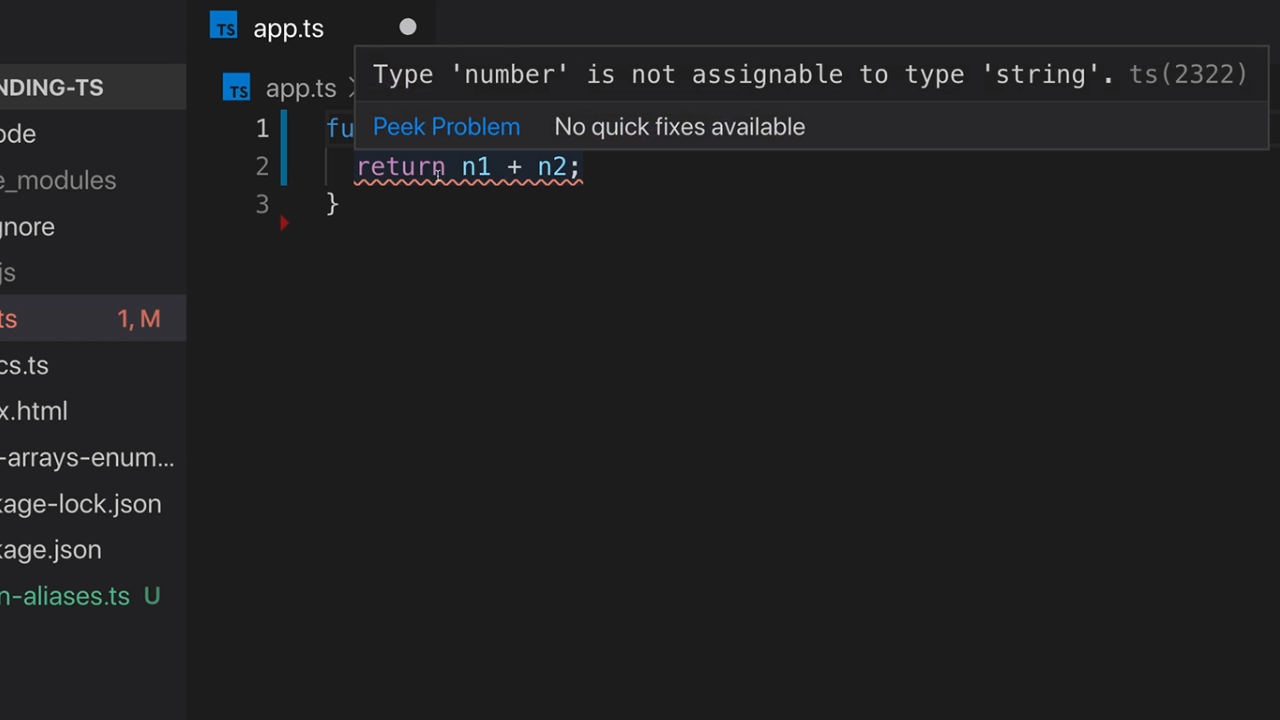 TS app.ts
NDING-TS
TS app.ts
Type 'number' is not assignable to type 'string'. ts(2322)
Peek Problem No quick fixes available
1 fu
2 return n1 + n2;
3 }
ode
e_modules
gnore
js
ts 1, M
cs.ts
x.html
-arrays-enum...
kage-lock.json
kage.json
n-aliases.ts U